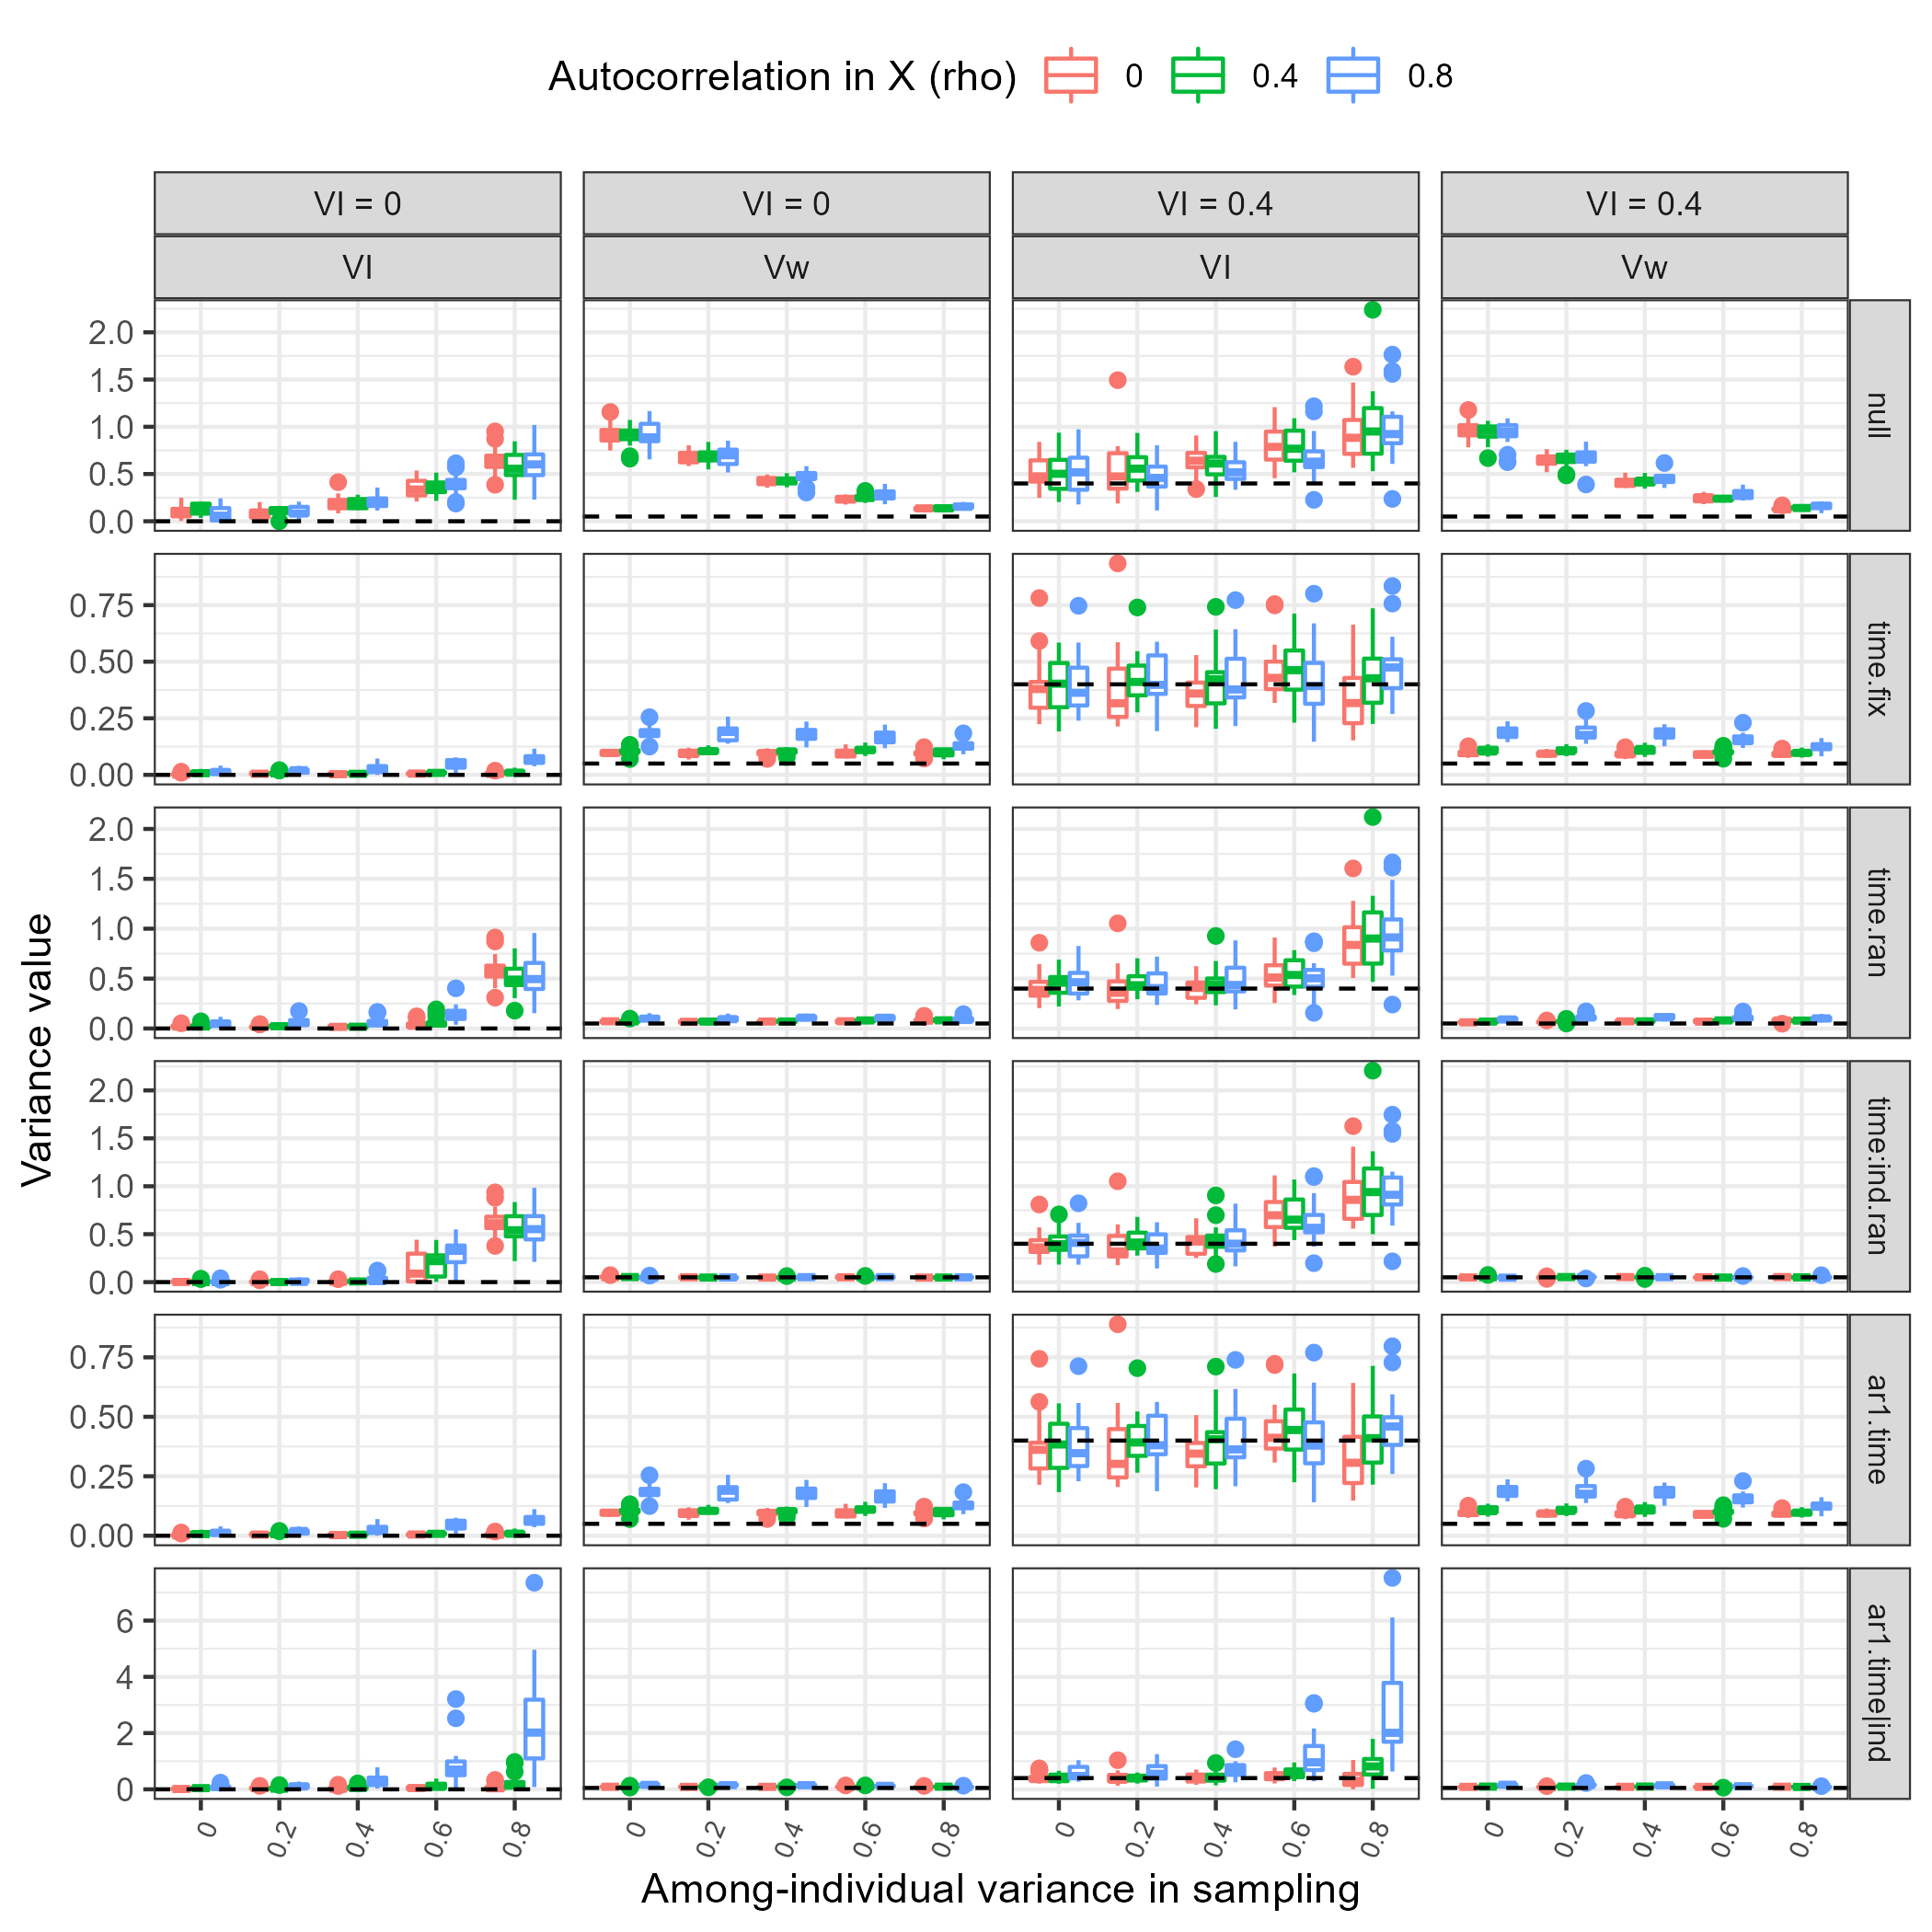 Autocorrelation in X (rho) 0 0.4 0.8
VI = 0 VI = 0 VI = 0.4 VI = 0.4
VI Vw VI Vw
2.0
1.5
1.0
0.5
0.0
null
0.75
0.50
0.25
0.00
time.fix
2.0
1.5
1.0
0.5
0.0
time.ran
2.0
1.5
1.0
0.5
0.0
time:ind.ran
0.75
0.50
0.25
0.00
ar1.time
6
4
2
0
ar1.time|ind
Variance value
0 0.2 0.4 0.6 0.8 0 0.2 0.4 0.6 0.8 0 0.2 0.4 0.6 0.8 0 0.2 0.4 0.6 0.8
Among-individual variance in sampling